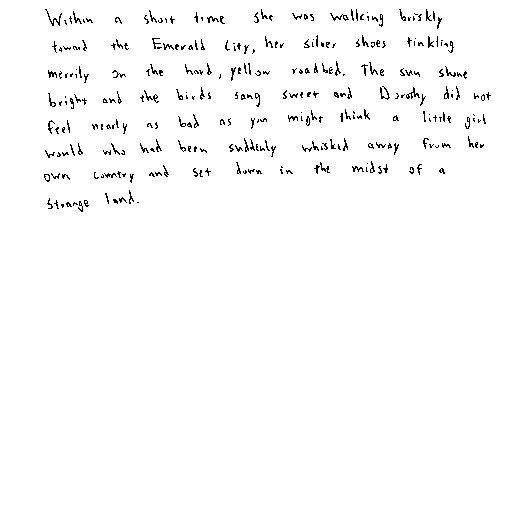 Within a short time she was walking briskly
toward the Emerald City, her silver shoes tinkling
merrily on the hard, yellow roadbed. The sun shone
bright and the birds sang sweet and Dorothy did not
feel nearly as bad as you might think a little girl
would who had been suddenly whisked away from her
own country and set down in the midst of a
strange land.